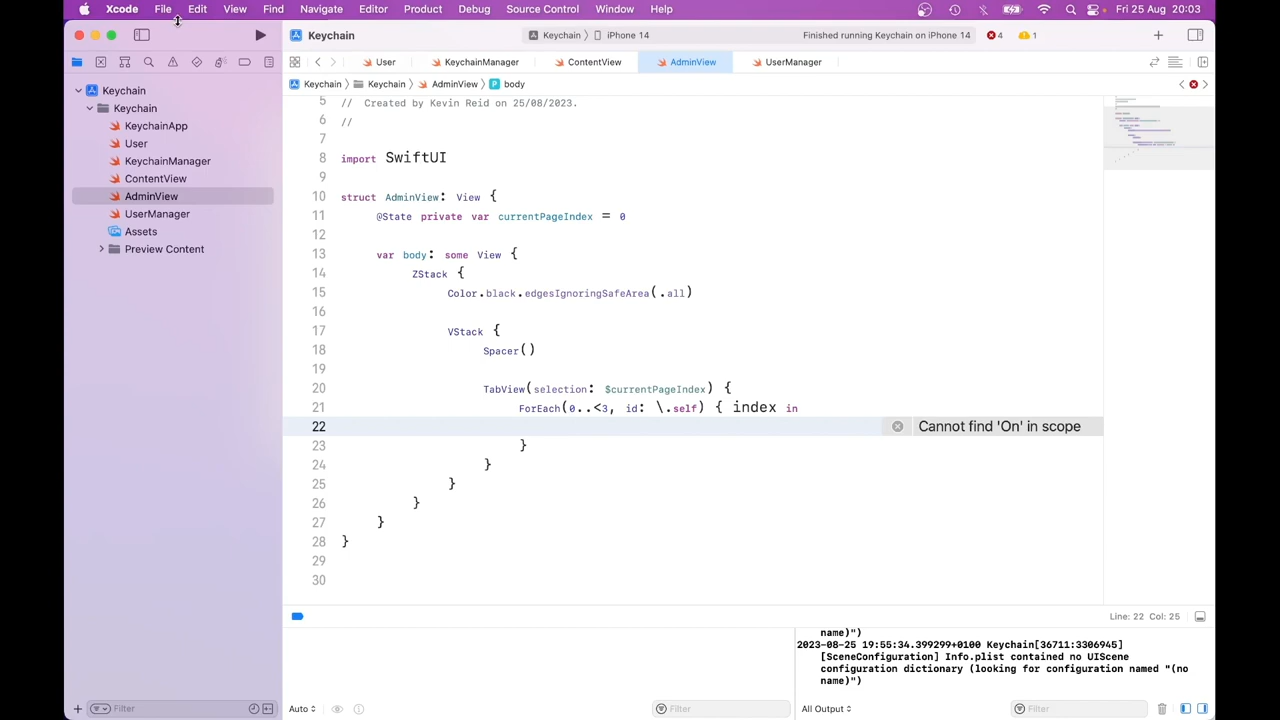 Xcode File Edit View Find Navigate Editor Product Debug Source Control Window Help Fri 25 Aug 20:03
Keychain Keychain iPhone 14 Finished running Keychain on iPhone 14 4 1
User KeychainManager ContentView AdminView UserManager
Keychain Keychain AdminView P body
Keychain
Keychain
KeychainApp
User
KeychainManager
ContentView
AdminView
UserManager
Assets
Preview Content
5 // Created by Kevin Reid on 25/08/2023.
6 //
7
8 import SwiftUI
9
10 struct AdminView: View {
11 @State private var currentPageIndex = 0
12
13 var body: some View {
14 ZStack {
15 Color.black.edgesIgnoringSafeArea(.all)
16
17 VStack {
18 Spacer()
19
20 TabView(selection: $currentPageIndex) {
21 ForEach(0..<3, id: \.self) { index in
22 Cannot find 'On' in scope
23 }
24 }
25 }
26 }
27 }
28 }
29
30
Line: 22 Col: 25
name)")
2023-08-25 19:55:34.399299+0100 Keychain[36711:3306945]
[SceneConfiguration] Info.plist contained no UIScene
configuration dictionary (looking for configuration named "(no
name)")
Filter Auto Filter All Output Filter